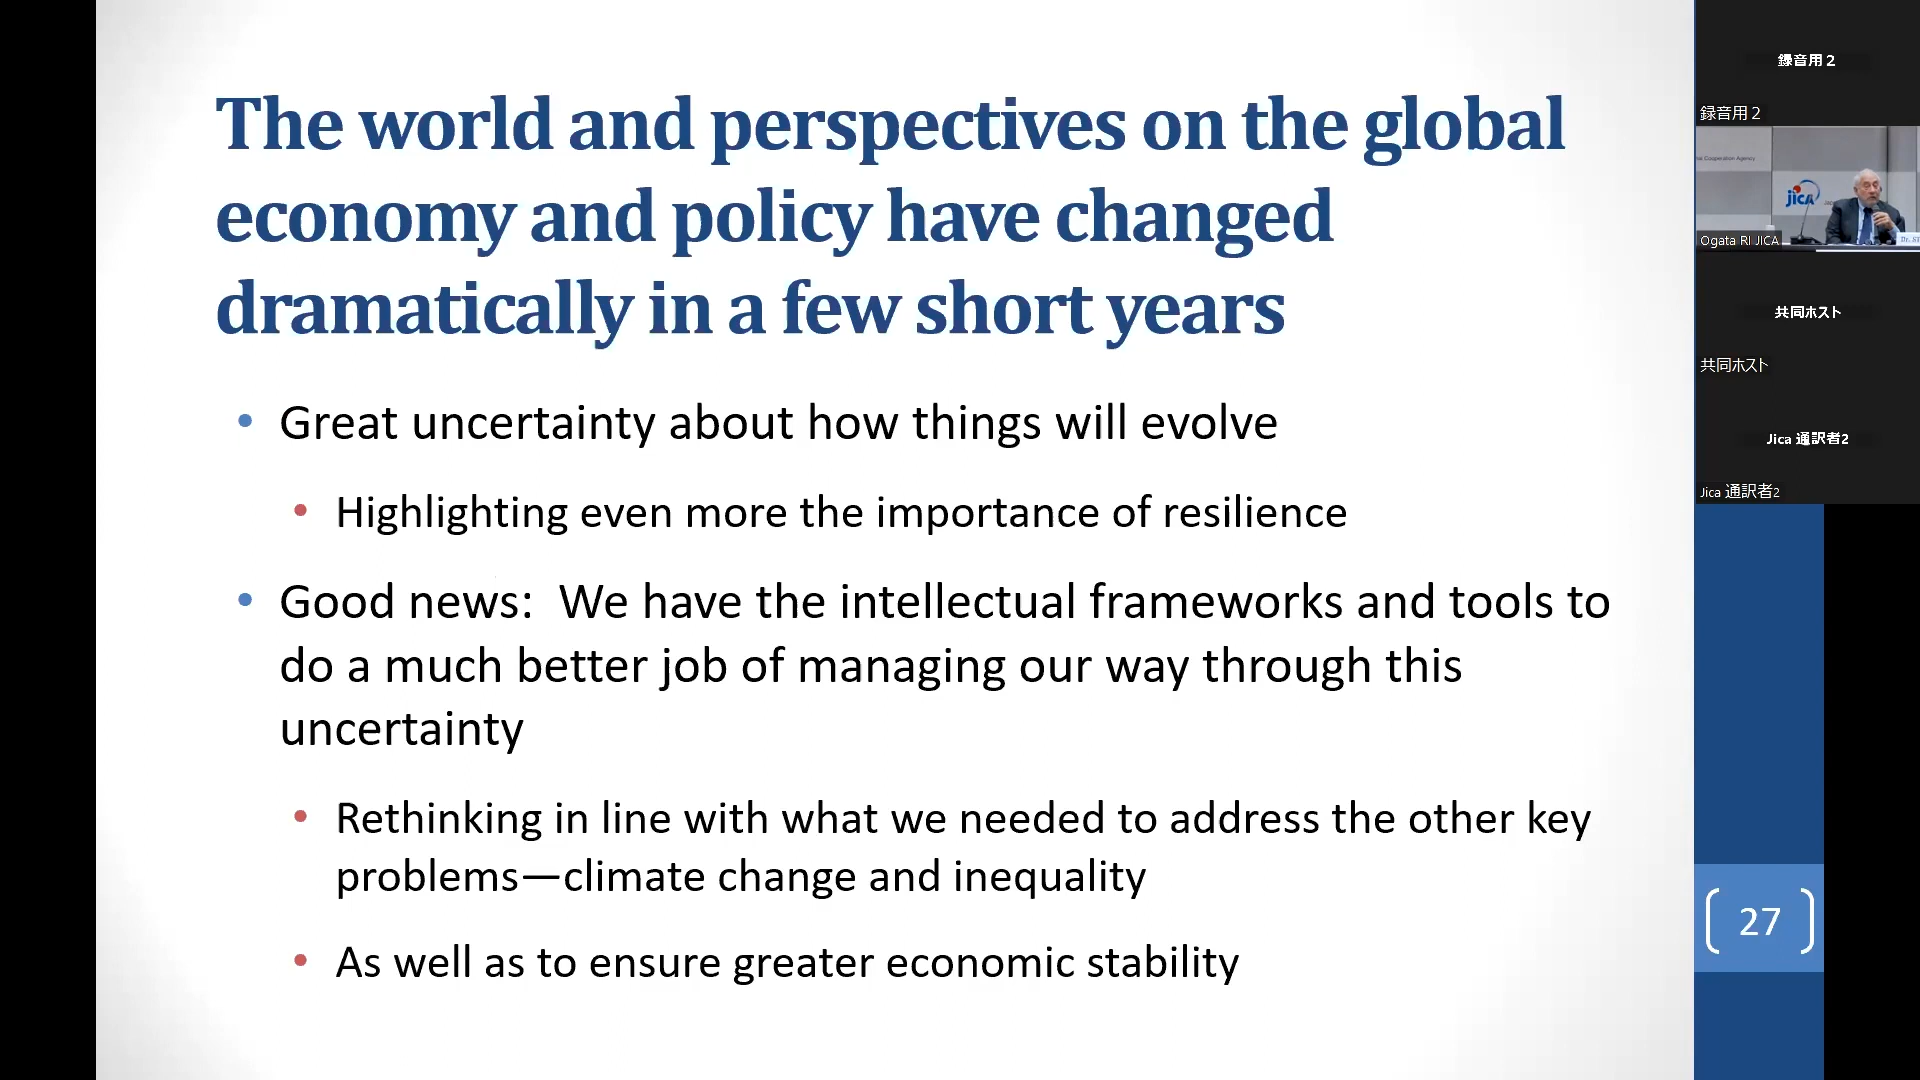 The world and perspectives on the global
economy and policy have changed
dramatically in a few short years
• Great uncertainty about how things will evolve
• Highlighting even more the importance of resilience
• Good news:  We have the intellectual frameworks and tools to
do a much better job of managing our way through this
uncertainty
• Rethinking in line with what we needed to address the other key
problems—climate change and inequality
• As well as to ensure greater economic stability
27
録音用２
録音用２
Cooperation Agency
JICA
Ogata RI JICA
Dr.
共同ホスト
共同ホスト
Jica 通訳者2
Jica 通訳者2